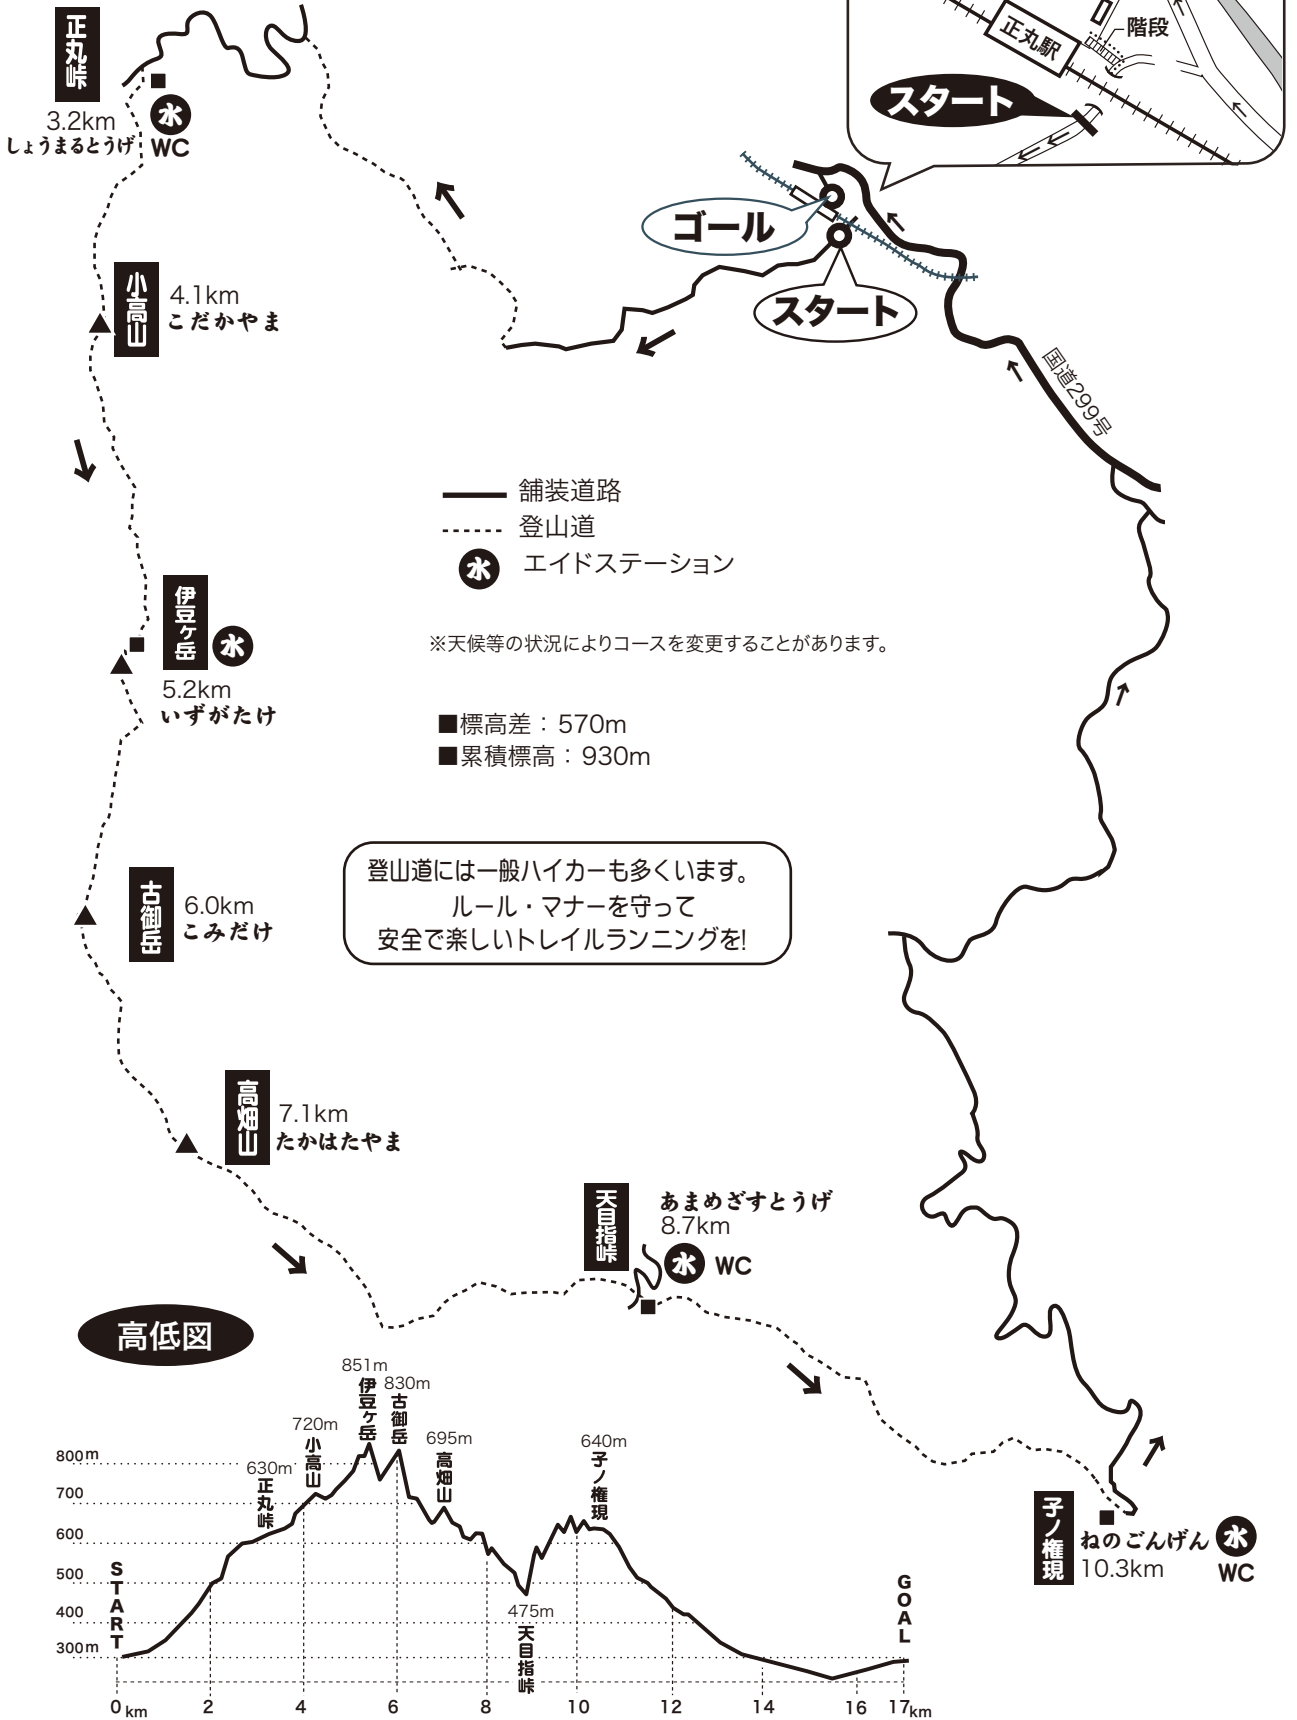 正丸峠
3.2km
しょうまるとうげ
水
WC
正丸駅
階段
スタート
ゴール
スタート
小高山
4.1km
こだかやま
国道299号
舗装道路
登山道
水 エイドステーション
※天候等の状況によりコースを変更することがあります。
伊豆ヶ岳
水
5.2km
いずがたけ
■標高差：570m
■累積標高：930m
登山道には一般ハイカーも多くいます。
ルール・マナーを守って
安全で楽しいトレイルランニングを!
古御岳
6.0km
こみだけ
高畑山
7.1km
たかはたやま
天目指峠
あまめざすとうげ
8.7km
水 WC
子ノ権現
ねのごんげん
10.3km
水
WC
高低図
851m
伊豆ヶ岳
830m
古御岳
720m
小高山
695m
高畑山
640m
子ノ権現
630m
正丸峠
475m
天目指峠
800m
700
600
500
400
300m
START
GOAL
0km 2 4 6 8 10 12 14 16 17km